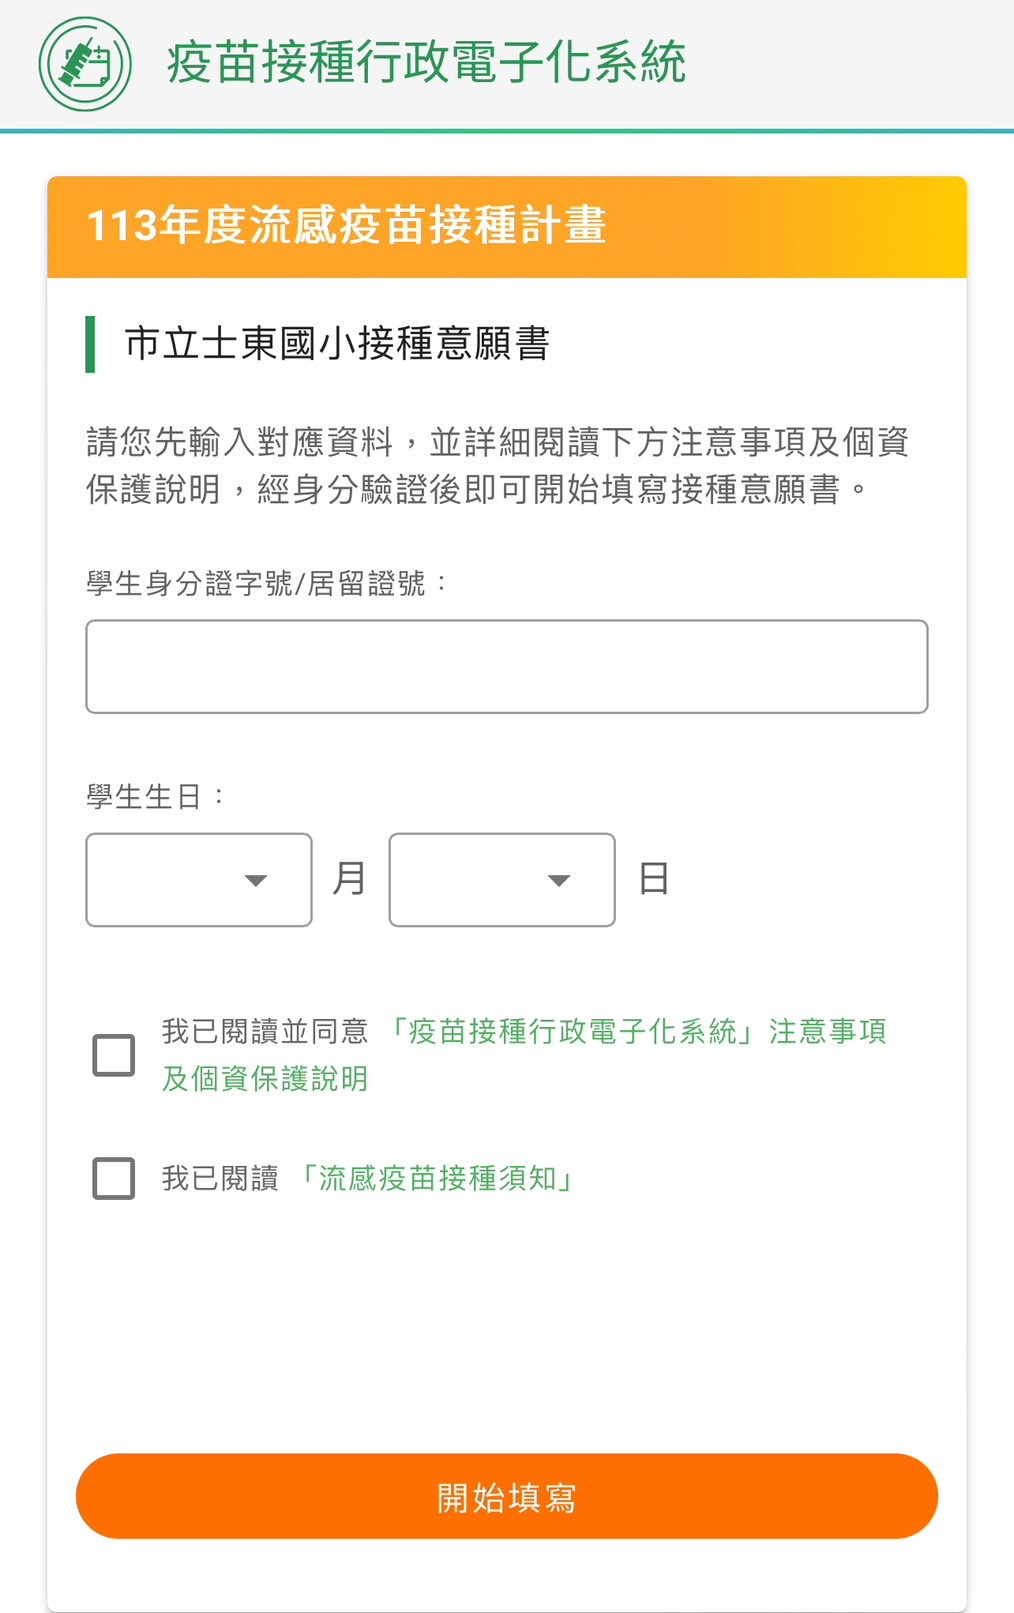 疫苗接種行政電子化系統
113年度流感疫苗接種計畫
市立士東國小接種意願書
請您先輸入對應資料，並詳細閱讀下方注意事項及個資
保護說明，經身分驗證後即可開始填寫接種意願書。
學生身分證字號/居留證號：
學生生日：
月 日
我已閱讀並同意 「疫苗接種行政電子化系統」注意事項
及個資保護說明
我已閱讀 「流感疫苗接種須知」
開始填寫